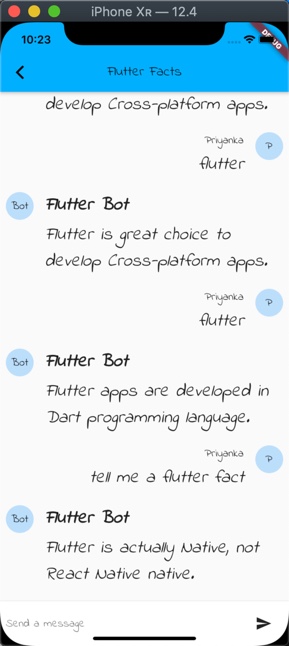 iPhone XR — 12.4
10:23
DEBUG
Flutter Facts
develop Cross-platform apps.
Priyanka
P
flutter
Bot
Flutter Bot
Flutter is great choice to
develop Cross-platform apps.
Priyanka
P
flutter
Bot
Flutter Bot
Flutter apps are developed in
Dart programming language.
Priyanka
P
tell me a flutter fact
Bot
Flutter Bot
Flutter is actually Native, not
React Native native.
Send a message